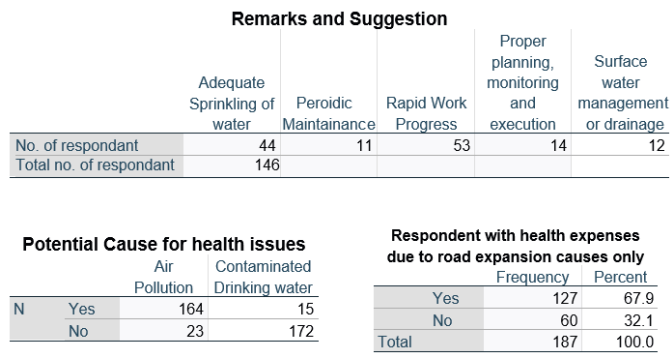 Remarks and Suggestion
Adequate Sprinkling of water | Peroidic Maintainance | Rapid Work Progress | Proper planning, monitoring and execution | Surface water management or drainage
No. of respondant 44 11 53 14 12
Total no. of respondant 146
Potential Cause for health issues
Air Pollution | Contaminated Drinking water
N Yes 164 15
No 23 172
Respondent with health expenses
due to road expansion causes only
Frequency Percent
Yes 127 67.9
No 60 32.1
Total 187 100.0